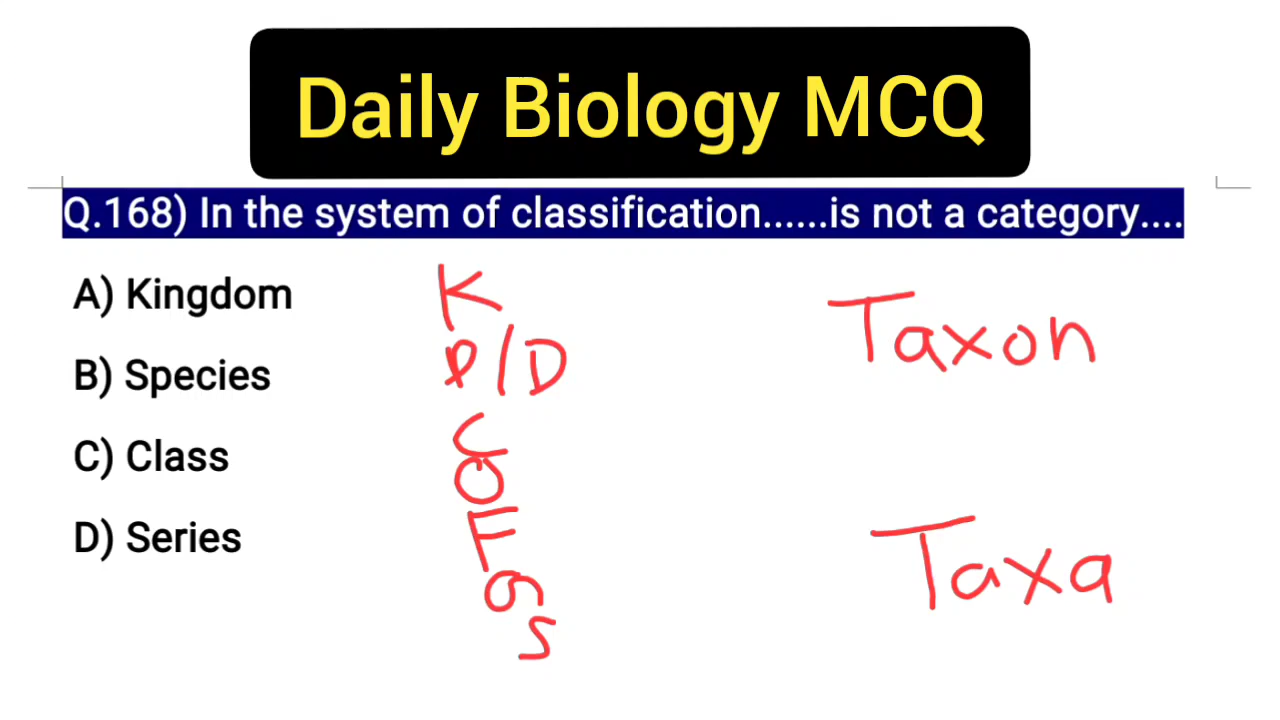 Daily Biology MCQ
Q.168) In the system of classification......is not a category....
A) Kingdom
B) Species
C) Class
D) Series
K
P/D
C
O
F
G
S
Taxon
Taxa